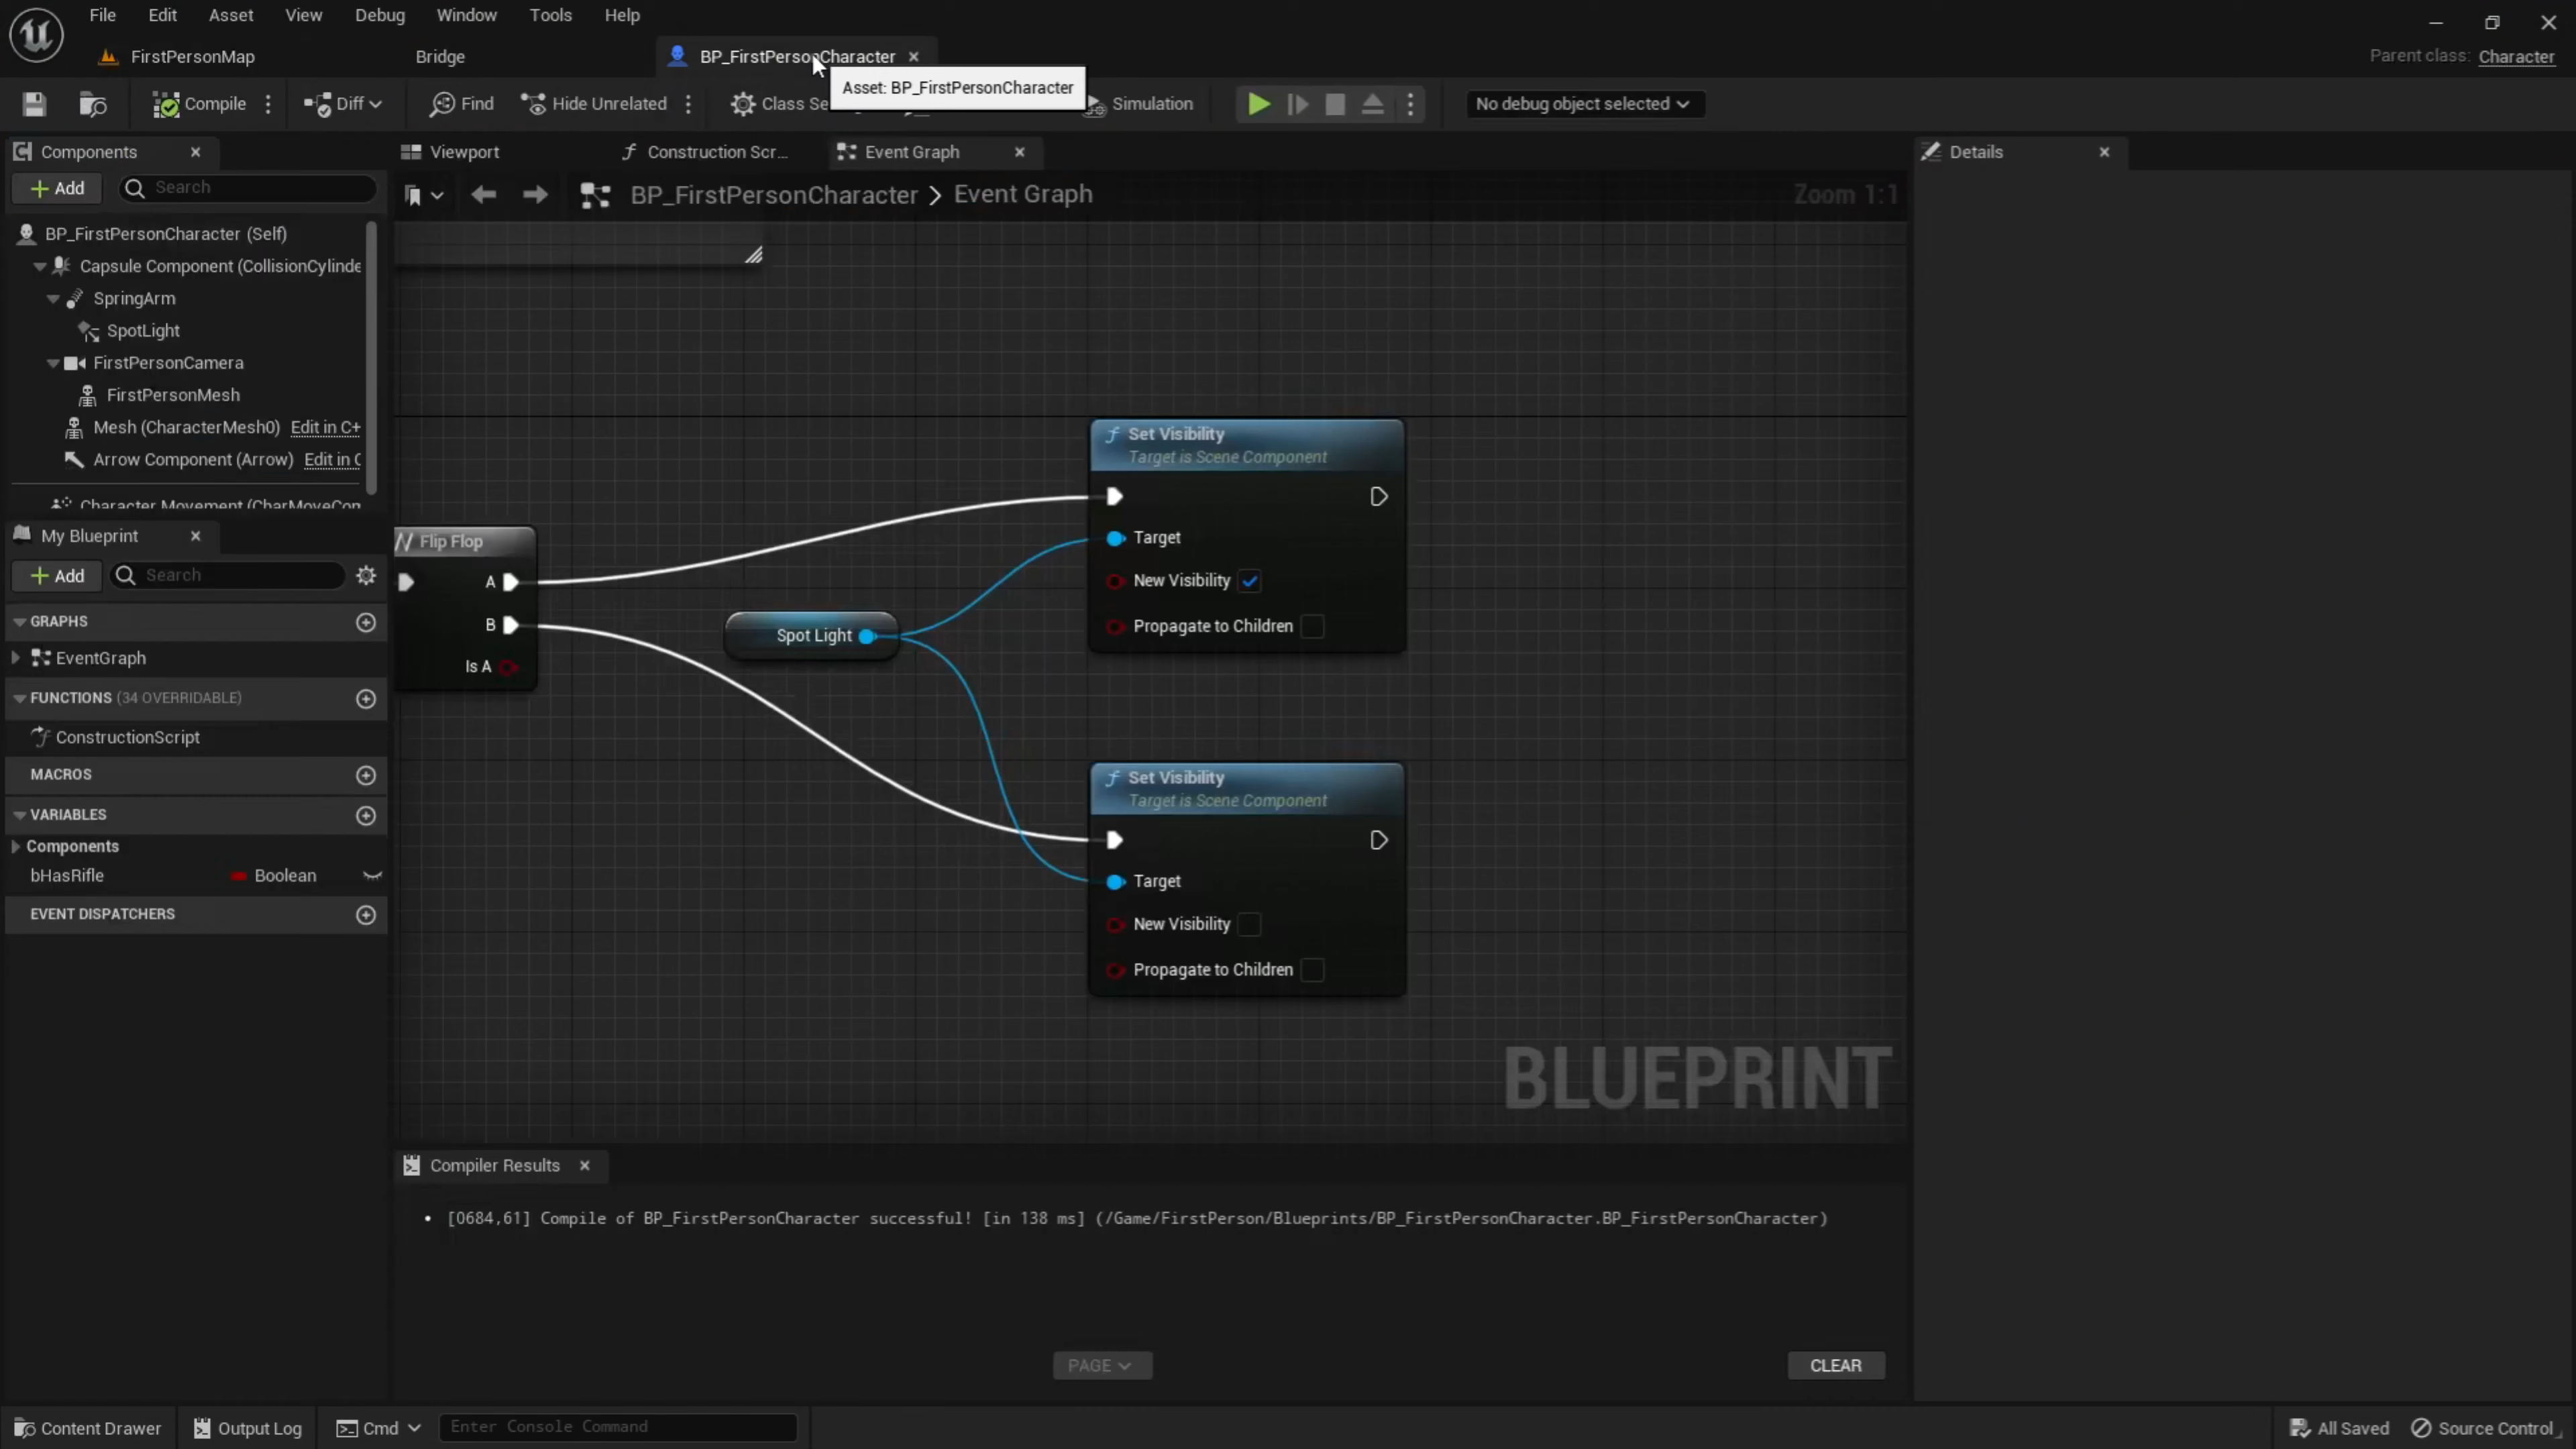 File Edit Asset View Debug Window Tools Help
FirstPersonMap Bridge BP_FirstPersonCharacter Parent class: Character
Asset: BP_FirstPersonCharacter
Compile Diff Find Hide Unrelated Class Se Simulation No debug object selected
Components
Add Search
BP_FirstPersonCharacter (Self)
Capsule Component (CollisionCylinde
SpringArm
SpotLight
FirstPersonCamera
FirstPersonMesh
Mesh (CharacterMesh0) Edit in C+
Arrow Component (Arrow) Edit in C
Character Movement (CharMoveCom
My Blueprint
Add Search
GRAPHS
EventGraph
FUNCTIONS (34 OVERRIDABLE)
ConstructionScript
MACROS
VARIABLES
Components
bHasRifle Boolean
EVENT DISPATCHERS
Viewport Construction Scr... Event Graph
BP_FirstPersonCharacter > Event Graph Zoom 1:1
Flip Flop
A
B
Is A
Spot Light
Set Visibility
Target is Scene Component
Target
New Visibility
Propagate to Children
Set Visibility
Target is Scene Component
Target
New Visibility
Propagate to Children
BLUEPRINT
Compiler Results
• [0684,61] Compile of BP_FirstPersonCharacter successful! [in 138 ms] (/Game/FirstPerson/Blueprints/BP_FirstPersonCharacter.BP_FirstPersonCharacter)
PAGE CLEAR
Details
Content Drawer Output Log Cmd Enter Console Command All Saved Source Control